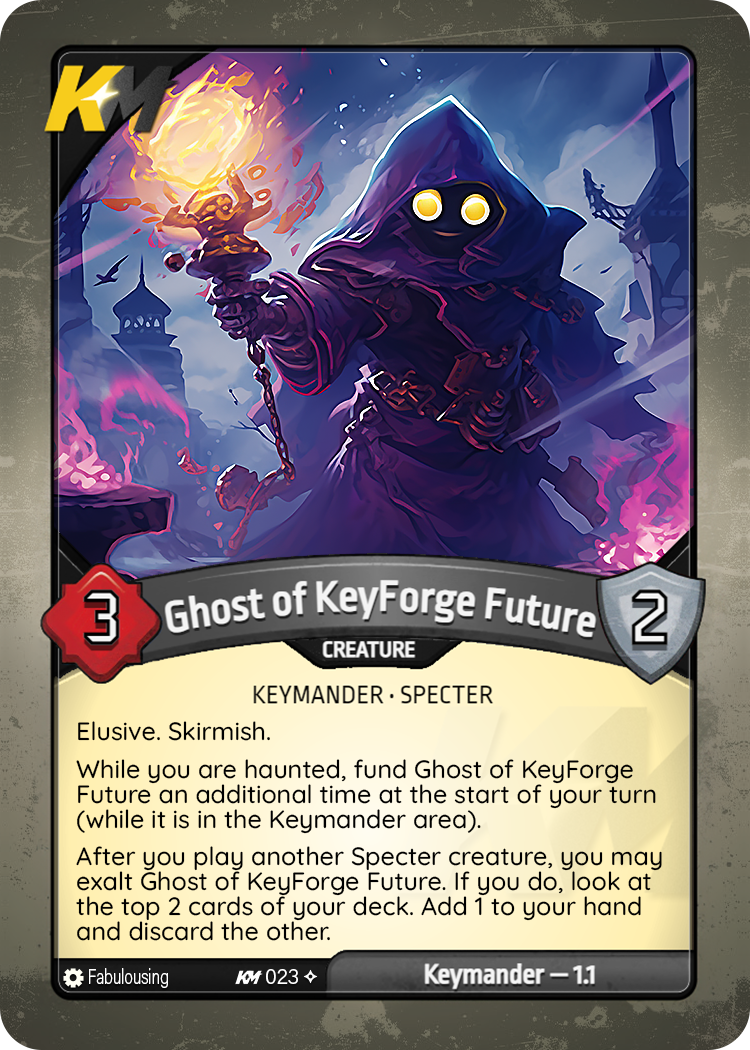 KM
3
Ghost of KeyForge Future
2
CREATURE
KEYMANDER • SPECTER
Elusive. Skirmish.
While you are haunted, fund Ghost of KeyForge
Future an additional time at the start of your turn
(while it is in the Keymander area).
After you play another Specter creature, you may
exalt Ghost of KeyForge Future. If you do, look at
the top 2 cards of your deck. Add 1 to your hand
and discard the other.
Fabulousing
KM 023
Keymander — 1.1